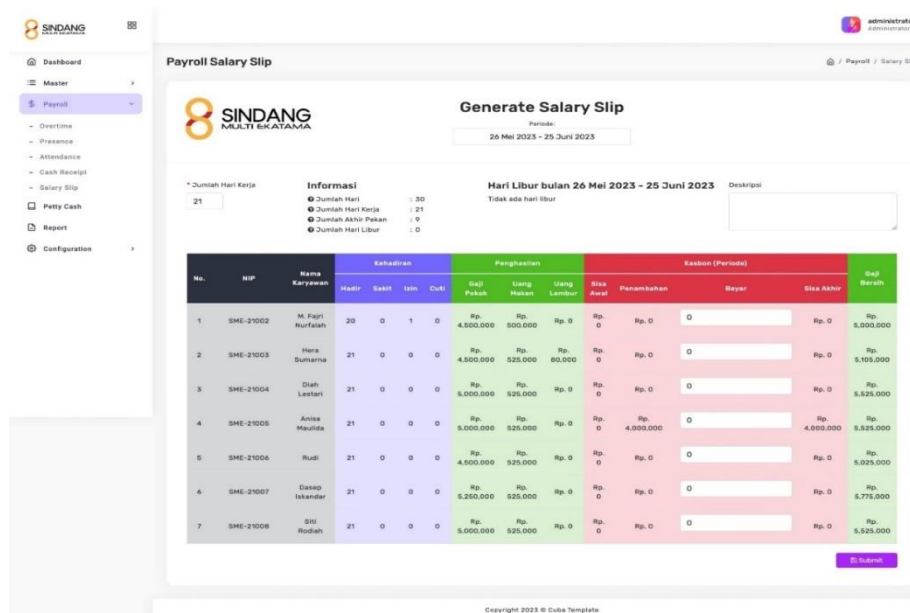 SINDANG
MULTI EKATAMA
administrato
Administrator
Dashboard
Master
Payroll
- Overtime
- Presence
- Attendance
- Cash Receipt
- Salary Slip
Petty Cash
Report
Configuration
Payroll Salary Slip
/ Payroll / Salary Sl
SINDANG
MULTI EKATAMA
Generate Salary Slip
Periode:
26 Mei 2023 - 25 Juni 2023
* Jumlah Hari Kerja
21
Informasi
Jumlah Hari : 30
Jumlah Hari Kerja : 21
Jumlah Akhir Pekan : 9
Jumlah Hari Libur : 0
Hari Libur bulan 26 Mei 2023 - 25 Juni 2023
Tidak ada hari libur
Deskripsi
No. NIP Nama Karyawan Kehadiran Penghasilan Kasbon (Periode) Gaji Bersih
Hadir Sakit Izin Cuti Gaji Pokok Uang Makan Uang Lembur Sisa Awal Penambahan Bayar Sisa Akhir
1 SME-21002 M. Fajri Nurfalah 20 0 1 0 Rp. 4,500,000 Rp. 500,000 Rp. 0 Rp. 0 Rp. 0 0 Rp. 0 Rp. 5,000,000
2 SME-21003 Hera Sumarna 21 0 0 0 Rp. 4,500,000 Rp. 525,000 Rp. 80,000 Rp. 0 Rp. 0 0 Rp. 0 Rp. 5,105,000
3 SME-21004 Diah Lestari 21 0 0 0 Rp. 5,000,000 Rp. 525,000 Rp. 0 Rp. 0 Rp. 0 0 Rp. 0 Rp. 5,525,000
4 SME-21005 Anisa Maulida 21 0 0 0 Rp. 5,000,000 Rp. 525,000 Rp. 0 Rp. 0 Rp. 4,000,000 0 Rp. 4,000,000 Rp. 5,525,000
5 SME-21006 Rudi 21 0 0 0 Rp. 4,500,000 Rp. 525,000 Rp. 0 Rp. 0 Rp. 0 0 Rp. 0 Rp. 5,025,000
6 SME-21007 Dasep Iskandar 21 0 0 0 Rp. 5,250,000 Rp. 525,000 Rp. 0 Rp. 0 Rp. 0 0 Rp. 0 Rp. 5,775,000
7 SME-21008 Siti Rodiah 21 0 0 0 Rp. 5,000,000 Rp. 525,000 Rp. 0 Rp. 0 Rp. 0 0 Rp. 0 Rp. 5,525,000
Submit
Copyright 2023 © Cuba Template